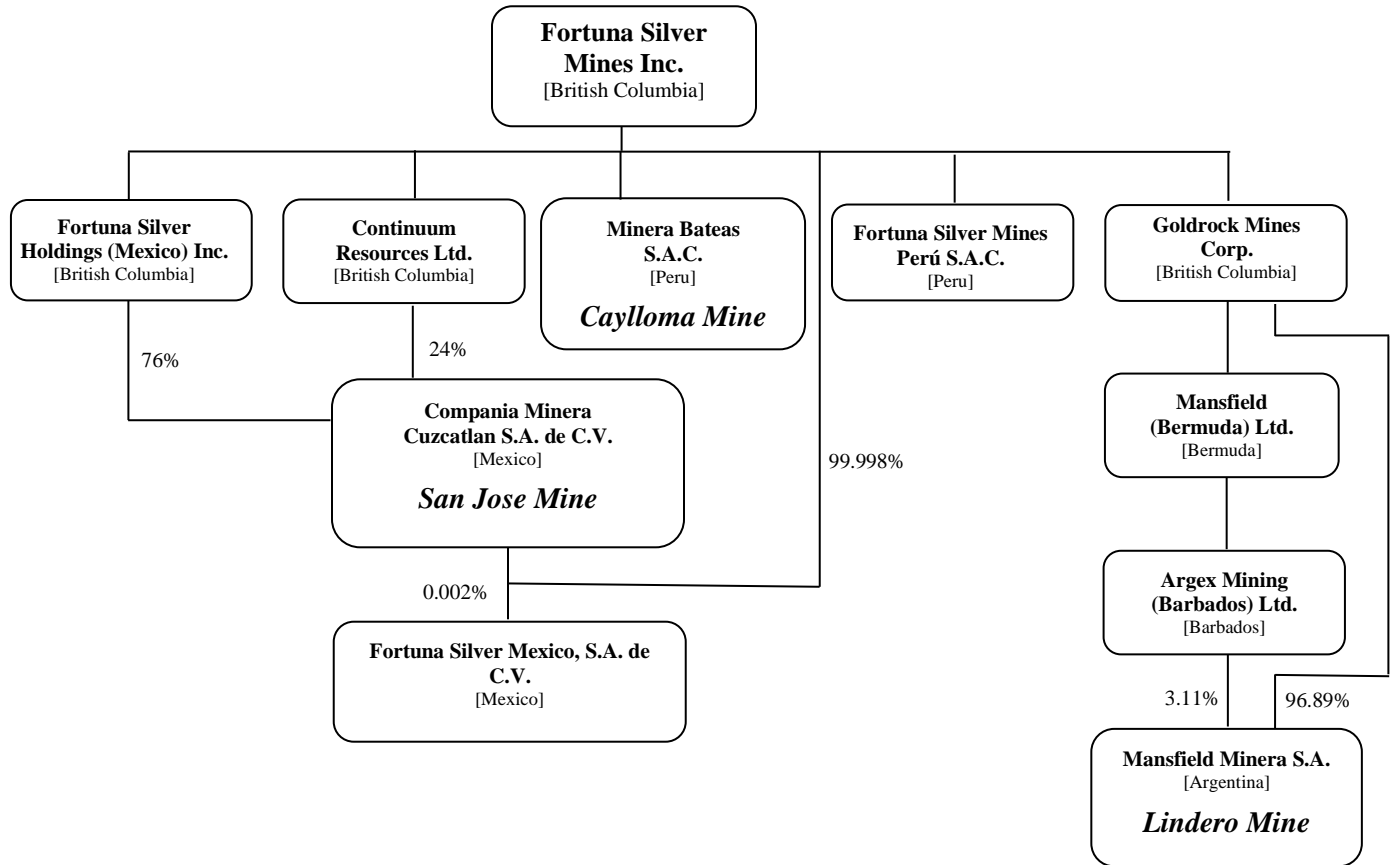 Fortuna Silver
Mines Inc.
[British Columbia]
Fortuna Silver
Holdings (Mexico) Inc.
[British Columbia]
Continuum
Resources Ltd.
[British Columbia]
Minera Bateas
S.A.C.
[Peru]
Caylloma Mine
Fortuna Silver Mines
Perú S.A.C.
[Peru]
Goldrock Mines
Corp.
[British Columbia]
76%
24%
Compania Minera
Cuzcatlan S.A. de C.V.
[Mexico]
San Jose Mine
99.998%
Mansfield
(Bermuda) Ltd.
[Bermuda]
0.002%
Argex Mining
(Barbados) Ltd.
[Barbados]
Fortuna Silver Mexico, S.A. de
C.V.
[Mexico]
3.11%
96.89%
Mansfield Minera S.A.
[Argentina]
Lindero Mine